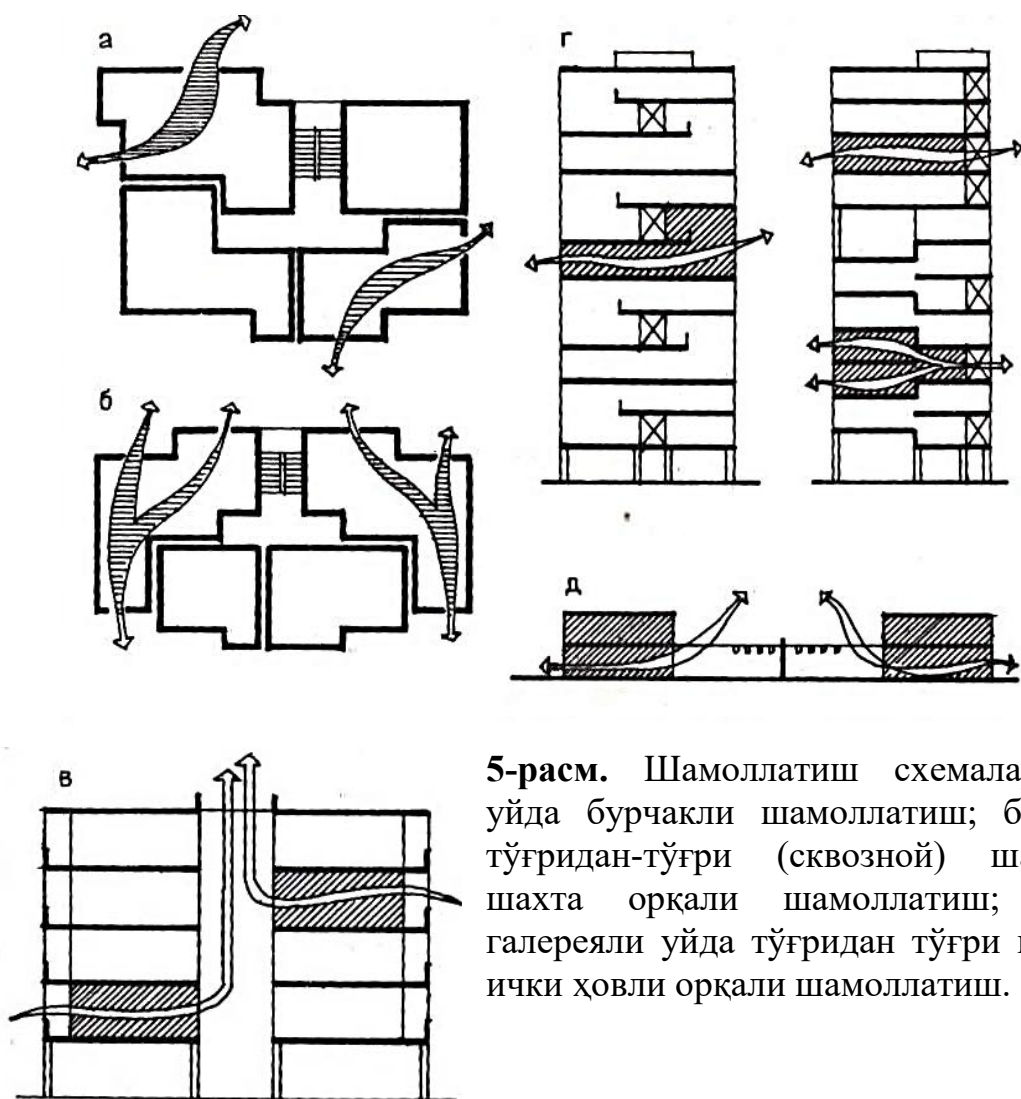 а
г
б
д
в
5-расм. Шамоллатиш
уйда бурчакли шамоллатиш;
тўғридан-тўғри (сквозной)
шахта орқали шамоллатиш;
галереяли уйда тўғридан тўғри
ички ҳовли орқали шамоллатиш.